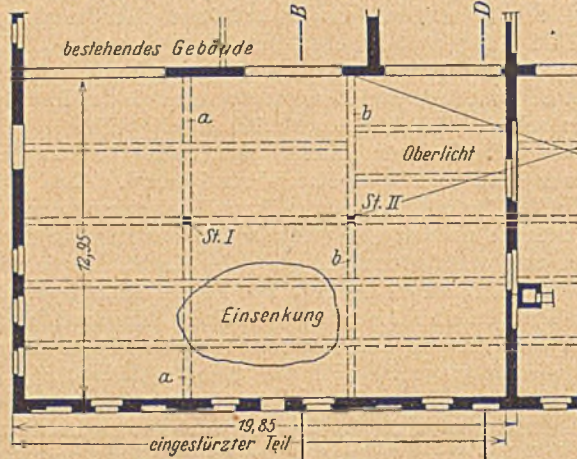 B
D
bestehendes Gebäude
a
b
Oberlicht
St. I
St. II
12,95
b
Einsenkung
a
19,85
eingestürzter Teil